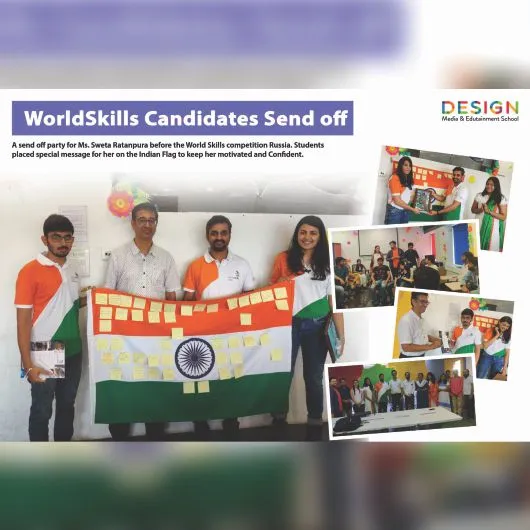 WorldSkills Candidates Send off
DESIGN
Media & Edutainment School
A send off party for Ms. Sweta Ratanpura before the World Skills competition Russia. Students
placed special message for her on the Indian Flag to keep her motivated and Confident.